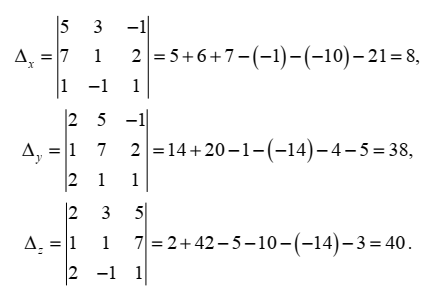 |5 3 −1|
Δₓ = |7 1 2| = 5 + 6 + 7 − (−1) − (−10) − 21 = 8,
|1 −1 1|
|2 5 −1|
Δᵧ = |1 7 2| = 14 + 20 − 1 − (−14) − 4 − 5 = 38,
|2 1 1|
|2 3 5|
Δ_z = |1 1 7| = 2 + 42 − 5 − 10 − (−14) − 3 = 40.
|2 −1 1|